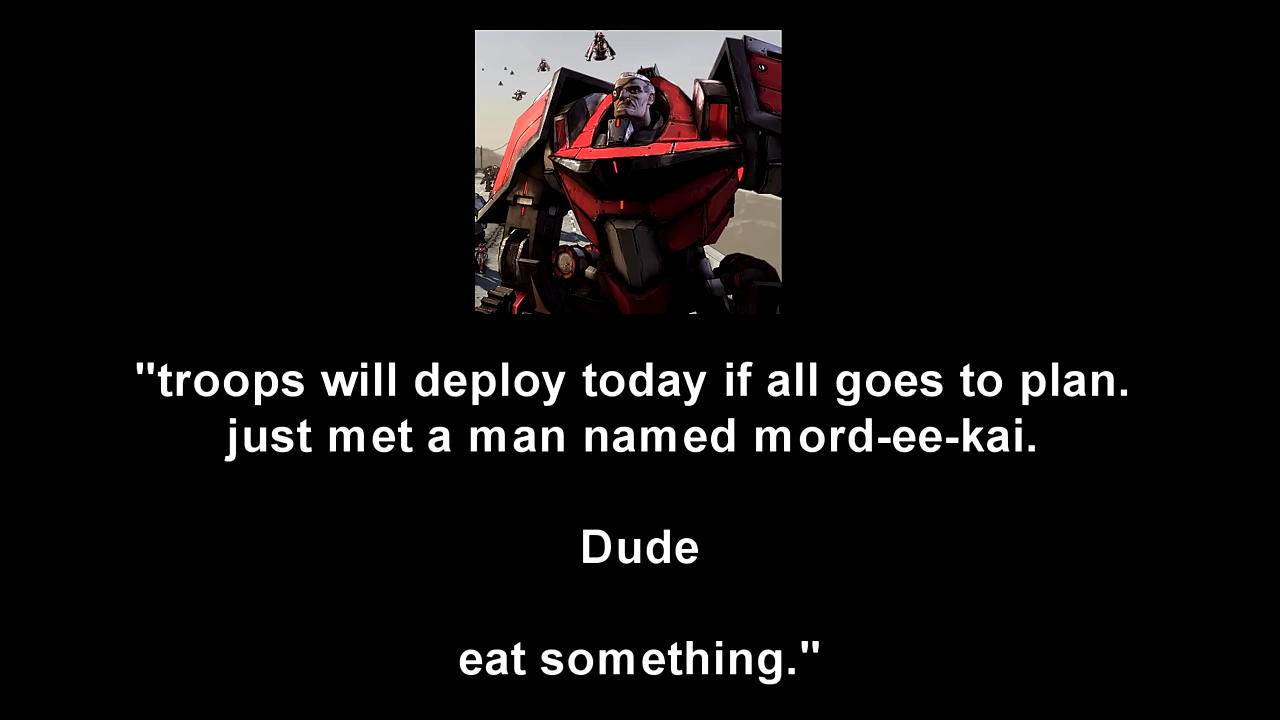 "troops will deploy today if all goes to plan.
just met a man named mord-ee-kai.
Dude
eat something."